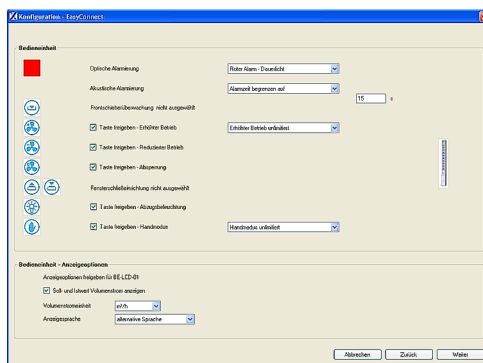 Konfiguration - EasyConnect
Bedieneinheit
Optische Alarmierung
Roter Alarm - Dauerlicht
Akustische Alarmierung
Alarmzeit begrenzen auf
15 s
Frontschieberüberwachung nicht ausgewählt
Taste freigeben - Erhöhter Betrieb
Erhöhter Betrieb unlimitiert
Taste freigeben - Reduzierter Betrieb
Taste freigeben - Absperrung
Fensterschließeinrichtung nicht ausgewählt
Taste freigeben - Abzugsbeleuchtung
Taste freigeben - Handmodus
Handmodus unlimitiert
Bedieneinheit - Anzeigeoptionen
Anzeigeoptionen freigeben für BE-LCD-01
Soll- und Istwert Volumenstrom anzeigen
Volumenstromeinheit
m³/h
Anzeigesprache
alternative Sprache
Abbrechen
Zurück
Weiter